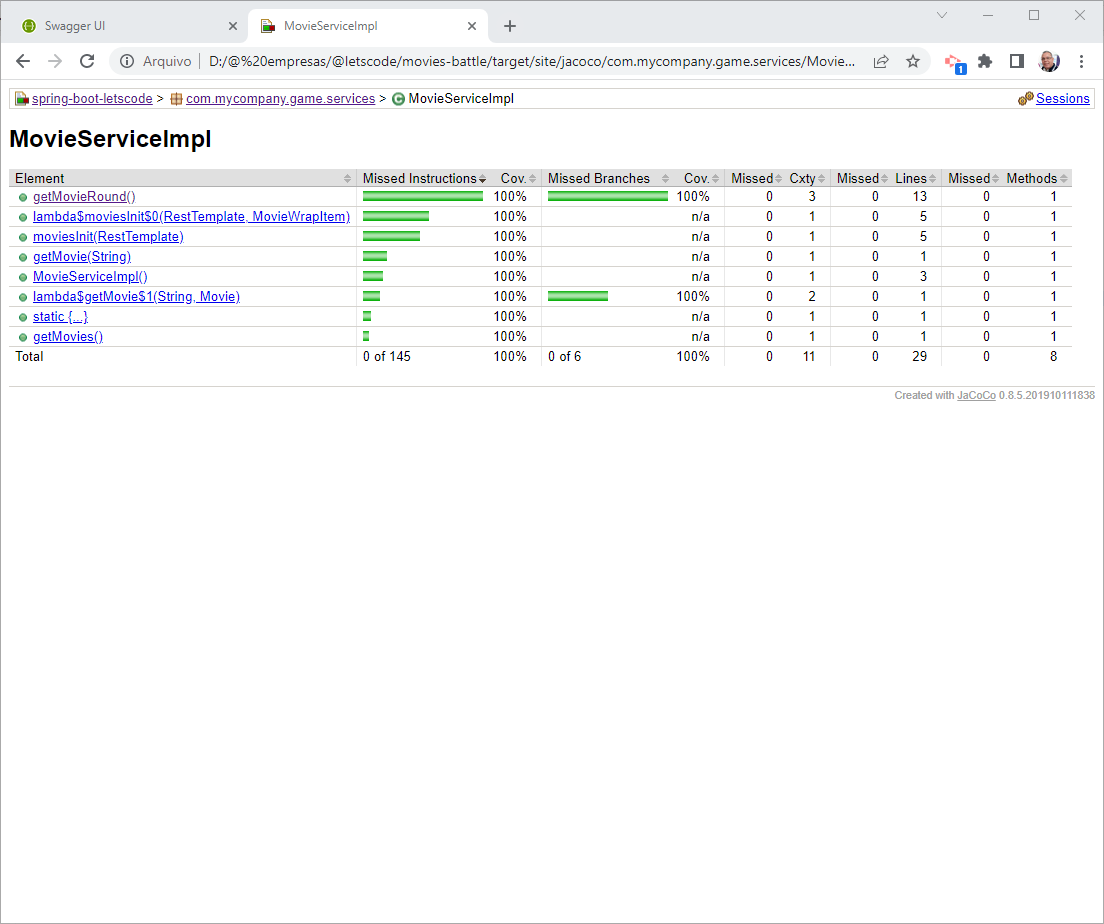 Swagger UI
MovieServiceImpl
Arquivo | D:/@%20empresas/@letscode/movies-battle/target/site/jacoco/com.mycompany.game.services/Movie...
1
spring-boot-letscode > com.mycompany.game.services > MovieServiceImpl Sessions
MovieServiceImpl
Element Missed Instructions Cov. Missed Branches Cov. Missed Cxty Missed Lines Missed Methods
getMovieRound() 100% 100% 0 3 0 13 0 1
lambda$moviesInit$0(RestTemplate, MovieWrapItem) 100% n/a 0 1 0 5 0 1
moviesInit(RestTemplate) 100% n/a 0 1 0 5 0 1
getMovie(String) 100% n/a 0 1 0 1 0 1
MovieServiceImpl() 100% n/a 0 1 0 3 0 1
lambda$getMovie$1(String, Movie) 100% 100% 0 2 0 1 0 1
static {...} 100% n/a 0 1 0 1 0 1
getMovies() 100% n/a 0 1 0 1 0 1
Total 0 of 145 100% 0 of 6 100% 0 11 0 29 0 8
Created with JaCoCo 0.8.5.201910111838